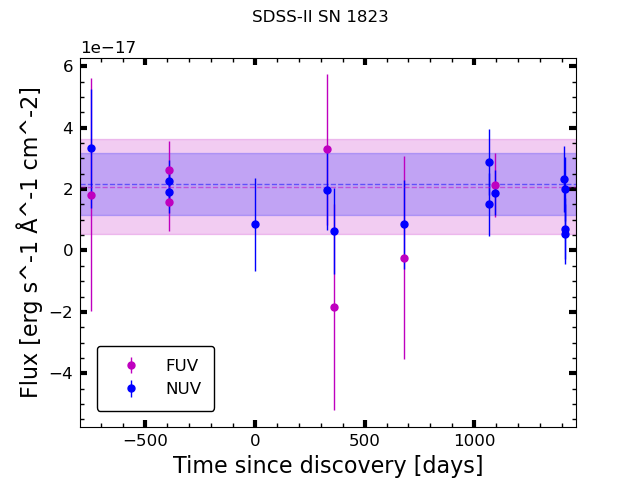 SDSS-II SN 1823
1e−17
6
4
2
0
−2
−4
Flux [erg s^-1 Å^-1 cm^-2]
FUV
NUV
−500 0 500 1000
Time since discovery [days]